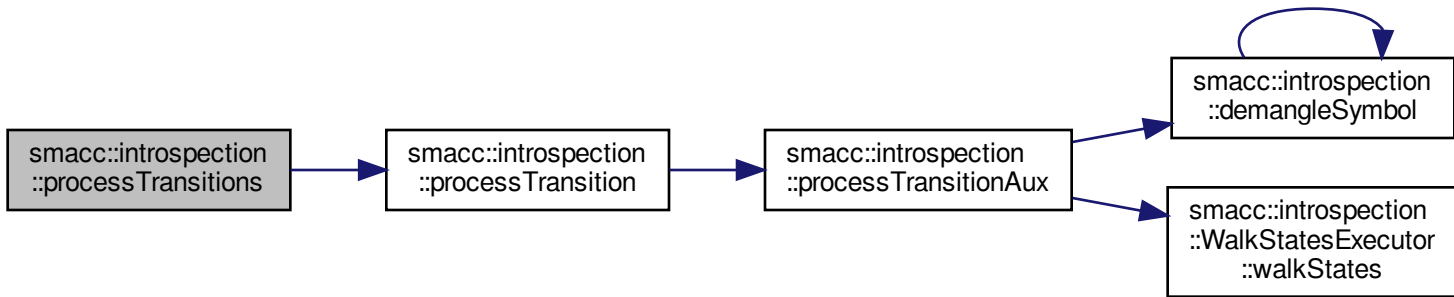 smacc::introspection
::processTransitions
smacc::introspection
::processTransition
smacc::introspection
::processTransitionAux
smacc::introspection
::demangleSymbol
smacc::introspection
::WalkStatesExecutor
::walkStates